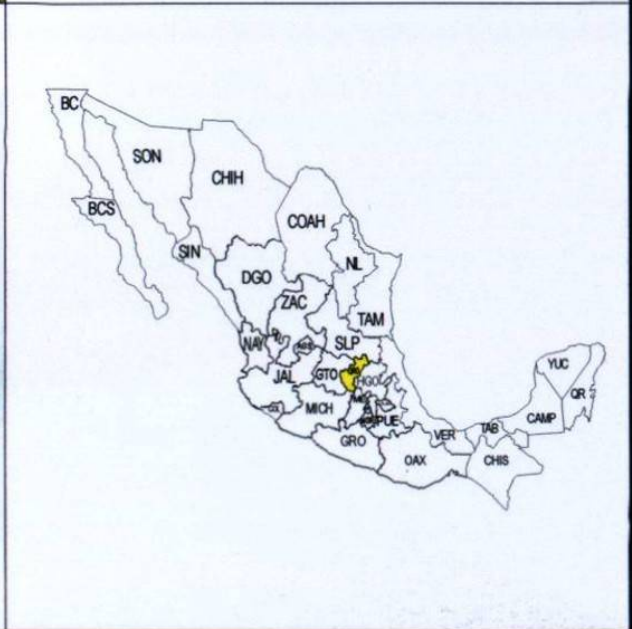 BC
SON
CHIH
BCS
COAH
SIN
NL
DGO
ZAC
TAM
NAY
SLP
AGS
JAL
GTO
HGO
YUC
QR
MICH
PUE
CAMP
TAB
VER
GRO
OAX
CHIS